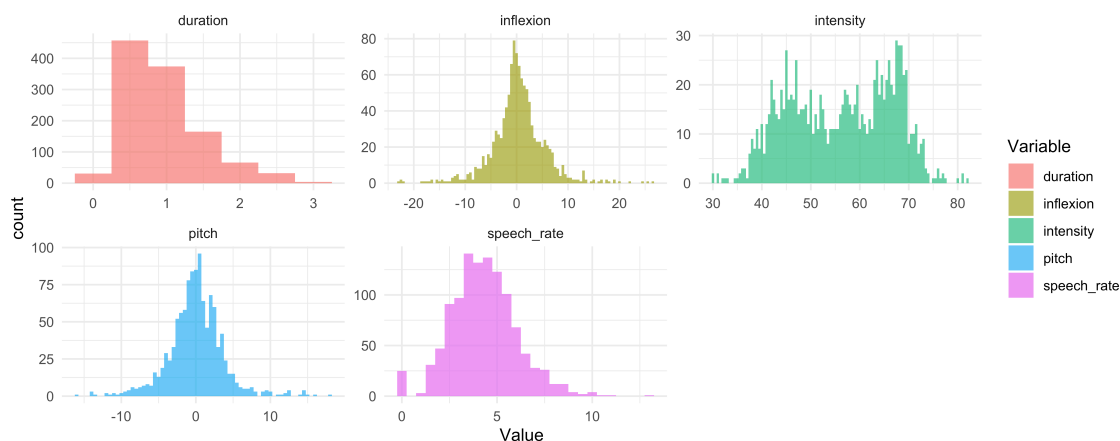 duration
inflexion
intensity
400
300
200
100
0
0 1 2 3
80
60
40
20
0
-20 -10 0 10 20
30
20
10
0
30 40 50 60 70 80
count
pitch
speech_rate
100
75
50
25
0
-10 0 10
100
50
0
0 5 10
Value
Variable
duration
inflexion
intensity
pitch
speech_rate